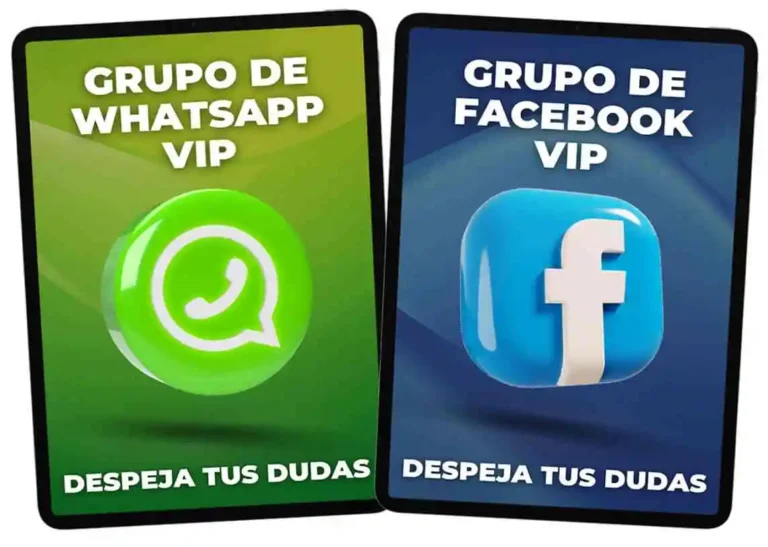 GRUPO DE
WHATSAPP
VIP
DESPEJA TUS DUDAS
GRUPO DE
FACEBOOK
VIP
DESPEJA TUS DUDAS